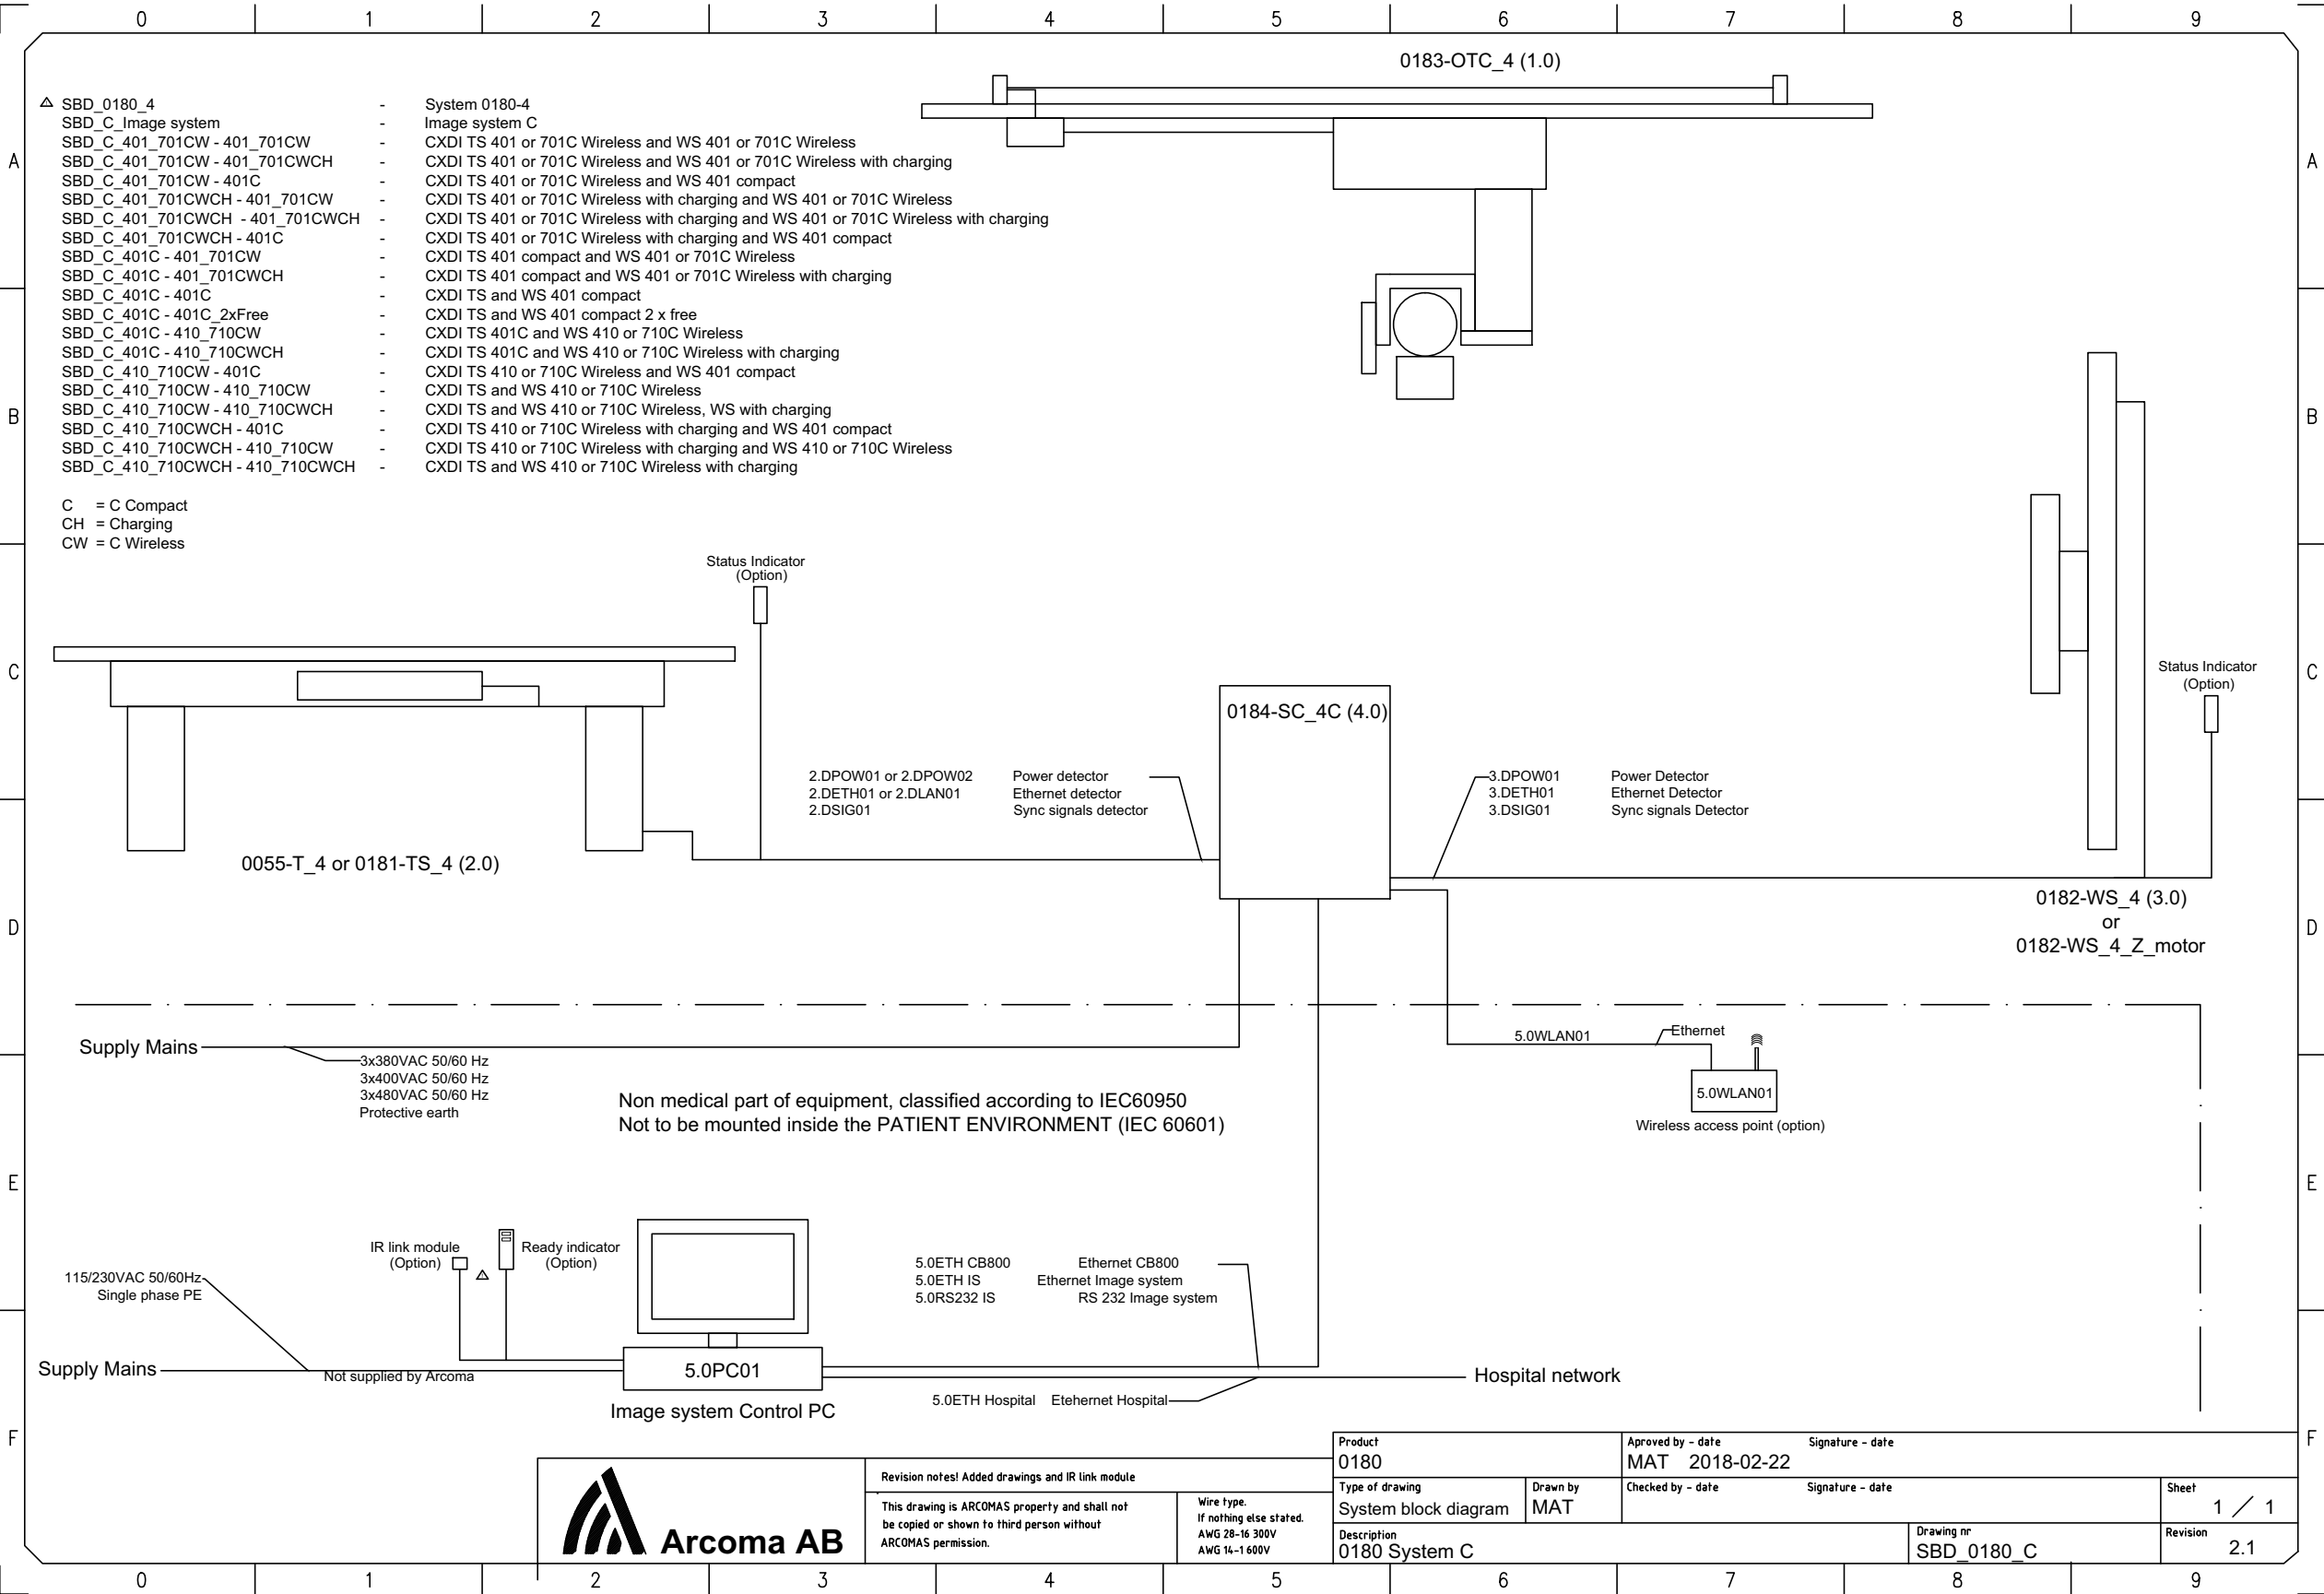 0 1 2 3 4 5 6 7 8 9
0183-OTC_4 (1.0)
SBD_0180_4 - System 0180-4
SBD_C_Image system - Image system C
SBD_C_401_701CW - 401_701CW - CXDI TS 401 or 701C Wireless and WS 401 or 701C Wireless
SBD_C_401_701CW - 401_701CWCH - CXDI TS 401 or 701C Wireless and WS 401 or 701C Wireless with charging
SBD_C_401_701CW - 401C - CXDI TS 401 or 701C Wireless and WS 401 compact
SBD_C_401_701CWCH - 401_701CW - CXDI TS 401 or 701C Wireless with charging and WS 401 or 701C Wireless
SBD_C_401_701CWCH - 401_701CWCH - CXDI TS 401 or 701C Wireless with charging and WS 401 or 701C Wireless with charging
SBD_C_401_701CWCH - 401C - CXDI TS 401 or 701C Wireless with charging and WS 401 compact
SBD_C_401C - 401_701CW - CXDI TS 401 compact and WS 401 or 701C Wireless
SBD_C_401C - 401_701CWCH - CXDI TS 401 compact and WS 401 or 701C Wireless with charging
SBD_C_401C - 401C - CXDI TS and WS 401 compact
SBD_C_401C - 401C_2xFree - CXDI TS and WS 401 compact 2 x free
SBD_C_401C - 410_710CW - CXDI TS 401C and WS 410 or 710C Wireless
SBD_C_401C - 410_710CWCH - CXDI TS 401C and WS 410 or 710C Wireless with charging
SBD_C_410_710CW - 401C - CXDI TS 410 or 710C Wireless and WS 401 compact
SBD_C_410_710CW - 410_710CW - CXDI TS and WS 410 or 710C Wireless
SBD_C_410_710CW - 410_710CWCH - CXDI TS and WS 410 or 710C Wireless, WS with charging
SBD_C_410_710CWCH - 401C - CXDI TS 410 or 710C Wireless with charging and WS 401 compact
SBD_C_410_710CWCH - 410_710CW - CXDI TS 410 or 710C Wireless with charging and WS 410 or 710C Wireless
SBD_C_410_710CWCH - 410_710CWCH - CXDI TS and WS 410 or 710C Wireless with charging
C = C Compact
CH = Charging
CW = C Wireless
A A
B B
C C
D D
E E
F F
Status Indicator
(Option)
Status Indicator
(Option)
0184-SC_4C (4.0)
2.DPOW01 or 2.DPOW02 Power detector
2.DETH01 or 2.DLAN01 Ethernet detector
2.DSIG01 Sync signals detector
3.DPOW01 Power Detector
3.DETH01 Ethernet Detector
3.DSIG01 Sync signals Detector
0055-T_4 or 0181-TS_4 (2.0)
0182-WS_4 (3.0)
or
0182-WS_4_Z_motor
Supply Mains
3x380VAC 50/60 Hz
3x400VAC 50/60 Hz
3x480VAC 50/60 Hz
Protective earth
5.0WLAN01
Ethernet
5.0WLAN01
Wireless access point (option)
Non medical part of equipment, classified according to IEC60950
Not to be mounted inside the PATIENT ENVIRONMENT (IEC 60601)
IR link module
(Option)
Ready indicator
(Option)
115/230VAC 50/60Hz
Single phase PE
5.0ETH CB800 Ethernet CB800
5.0ETH IS Ethernet Image system
5.0RS232 IS RS 232 Image system
Supply Mains
Not supplied by Arcoma
5.0PC01
Image system Control PC
Hospital network
5.0ETH Hospital Etehernet Hospital
Arcoma AB
Revision notes! Added drawings and IR link module
This drawing is ARCOMAS property and shall not
be copied or shown to third person without
ARCOMAS permission.
Wire type.
If nothing else stated.
AWG 28-16 300V
AWG 14-1 600V
Product
0180
Aproved by - date Signature - date
MAT 2018-02-22
Type of drawing
System block diagram
Drawn by
MAT
Checked by - date Signature - date
Sheet
1 / 1
Description
0180 System C
Drawing nr
SBD_0180_C
Revision
2.1
0 1 2 3 4 5 6 7 8 9